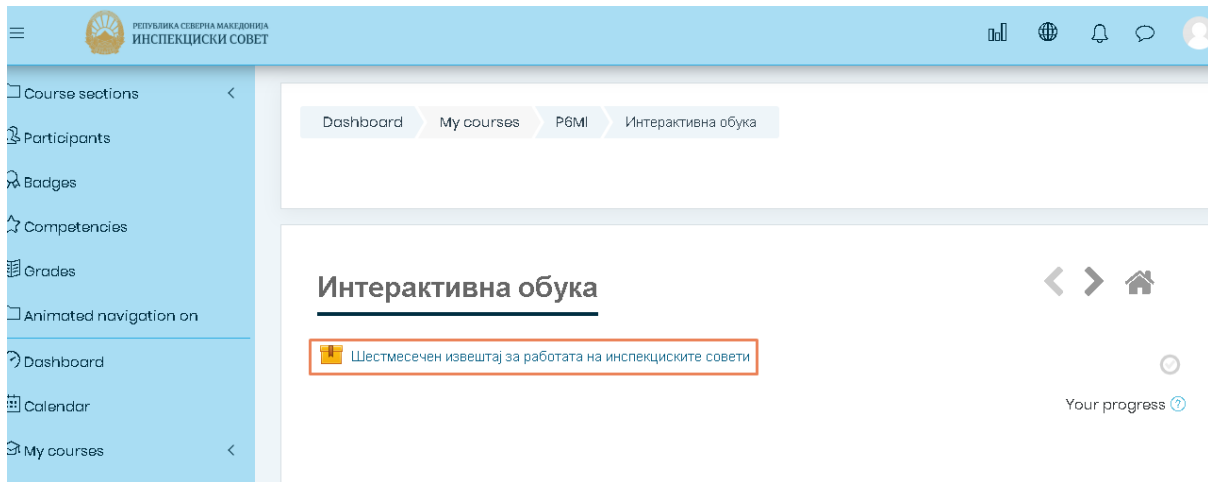 РЕПУБЛИКА СЕВЕРНА МАКЕДОНИЈА
ИНСПЕКЦИСКИ СОВЕТ
Course sections
Participants
Badges
Competencies
Grades
Animated navigation on
Dashboard
Calendar
My courses
Dashboard My courses P6MI Интерактивна обука
Интерактивна обука
Шестмесечен извештај за работата на инспекциските совети
Your progress